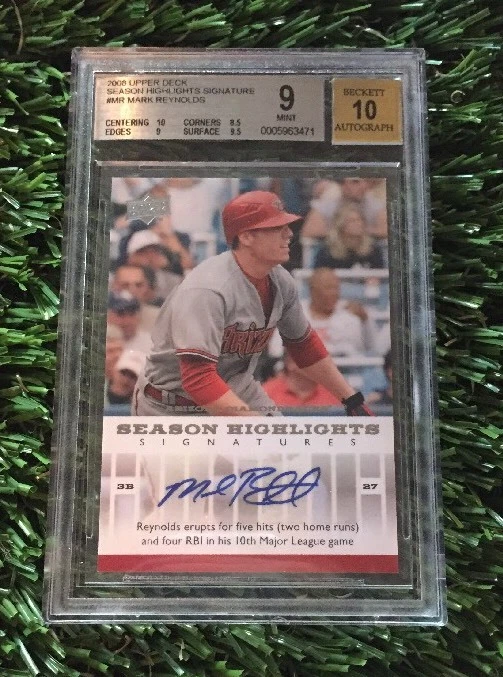 2008 UPPER DECK
SEASON HIGHLIGHTS SIGNATURE
#MR MARK REYNOLDS
CENTERING 10 CORNERS 8.5
EDGES 9 SURFACE 9.5
9
MINT
0005963471
BECKETT
10
AUTOGRAPH
Arizo
SEASON HIGHLIGHTS
SIGNATURES
3B
27
Reynolds erupts for five hits (two home runs)
and four RBI in his 10th Major League game